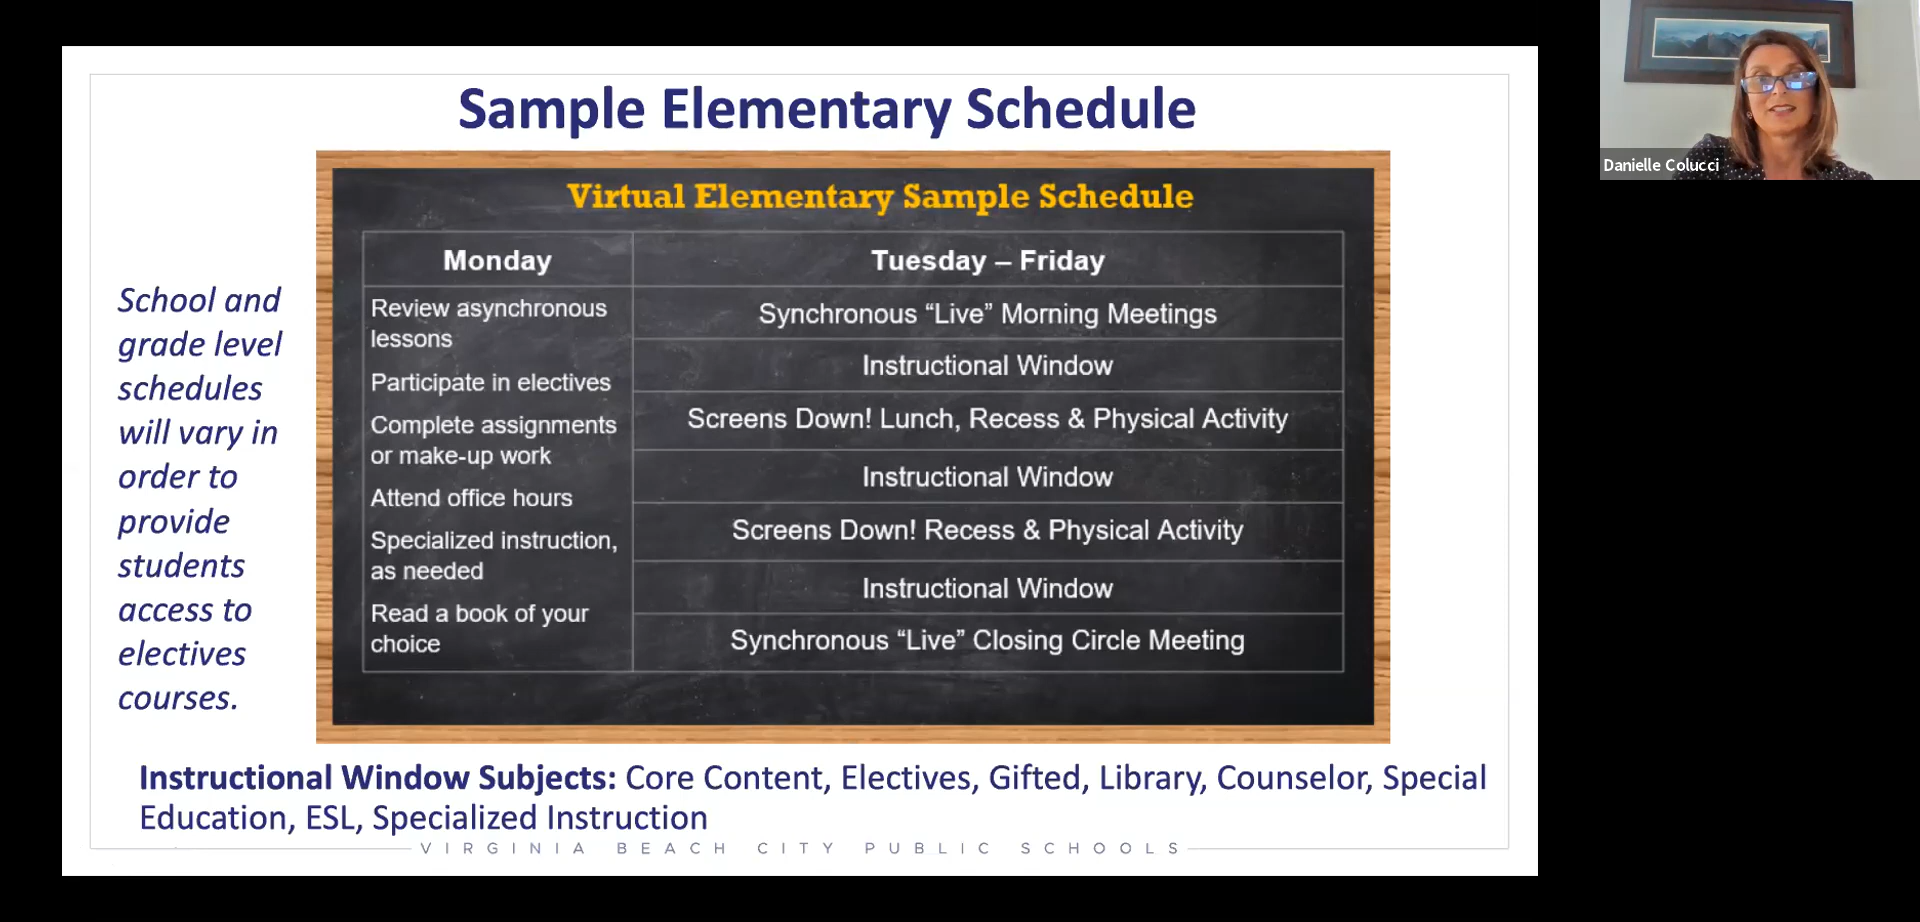 Sample Elementary Schedule
School and
grade level
schedules
will vary in
order to
provide
students
access to
electives
courses.
Virtual Elementary Sample Schedule
Monday
Review asynchronous
lessons
Participate in electives
Complete assignments
or make-up work
Attend office hours
Specialized instruction,
as needed
Read a book of your
choice
Tuesday – Friday
Synchronous “Live” Morning Meetings
Instructional Window
Screens Down! Lunch, Recess & Physical Activity
Instructional Window
Screens Down! Recess & Physical Activity
Instructional Window
Synchronous “Live” Closing Circle Meeting
Instructional Window Subjects: Core Content, Electives, Gifted, Library, Counselor, Special
Education, ESL, Specialized Instruction
VIRGINIA BEACH CITY PUBLIC SCHOOLS
Danielle Colucci